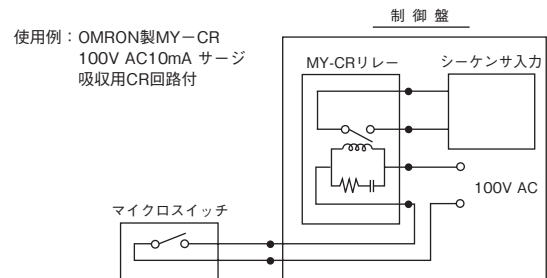 制 御 盤
使用例：OMRON製MY－CR
100V AC10mA サージ
吸収用CR回路付
MY-CRリレー
シーケンサ入力
100V AC
マイクロスイッチ